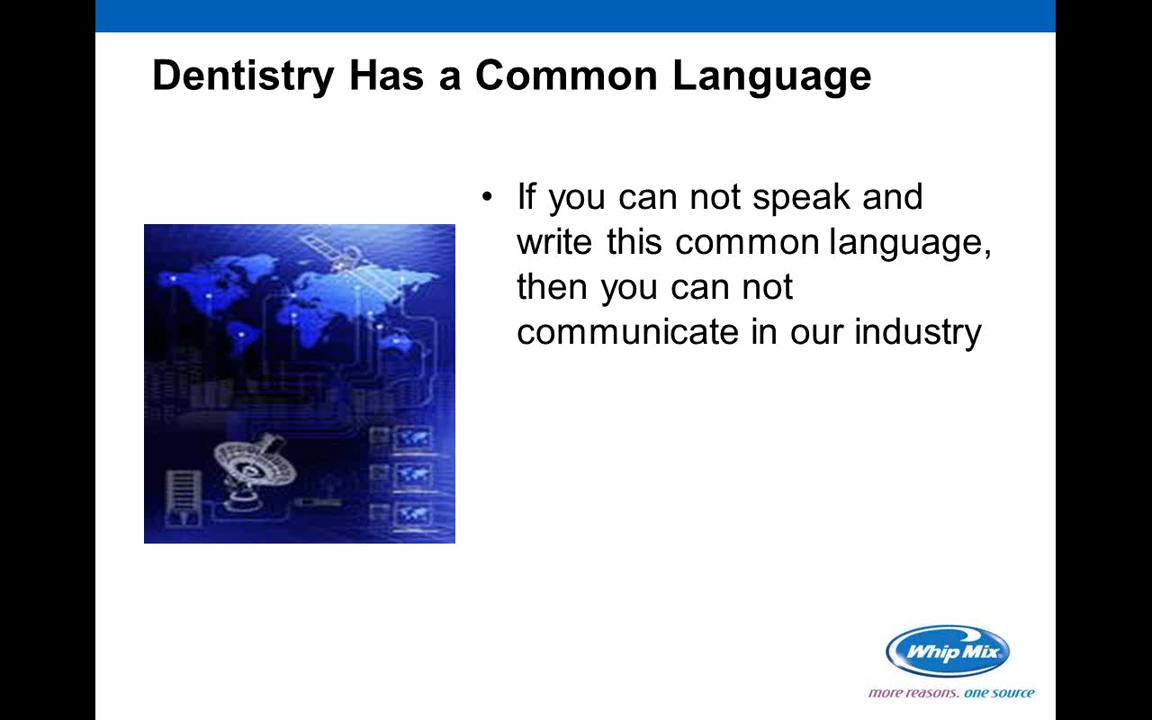 Dentistry Has a Common Language
• If you can not speak and
write this common language,
then you can not
communicate in our industry
Whip Mix®
more reasons. one source